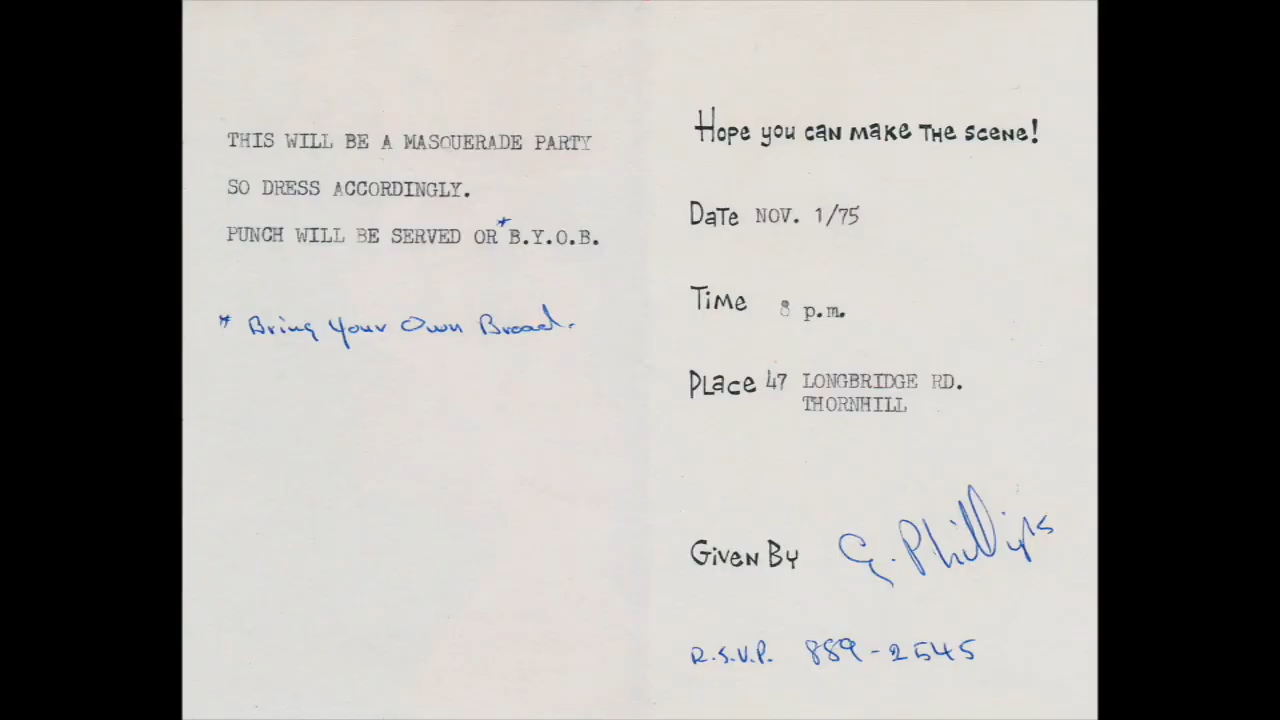 THIS WILL BE A MASQUERADE PARTY
SO DRESS ACCORDINGLY.
PUNCH WILL BE SERVED OR * B.Y.O.B.
* Bring Your Own Broad.
Hope you can make the scene!
Date NOV. 1/75
Time 8 p.m.
Place 47 LONGBRIDGE RD.
THORNHILL
Given By G. Phillips
R.S.V.P. 889-2545